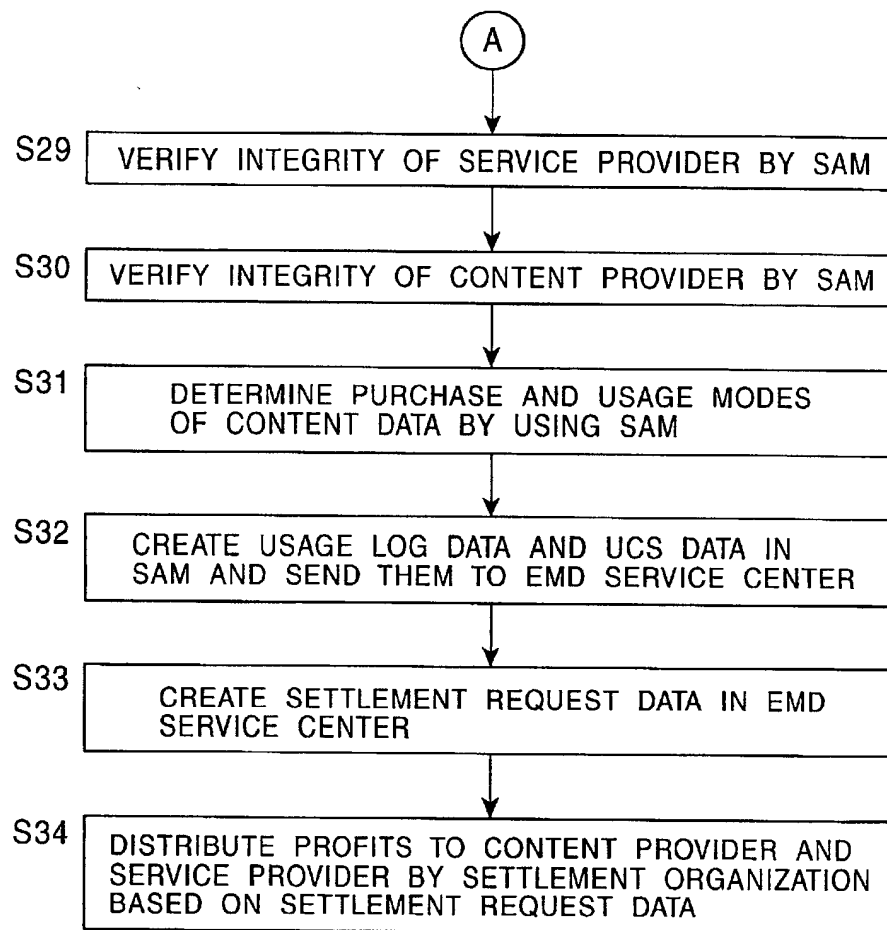 A
S29
VERIFY INTEGRITY OF SERVICE PROVIDER BY SAM
S30
VERIFY INTEGRITY OF CONTENT PROVIDER BY SAM
S31
DETERMINE PURCHASE AND USAGE MODES
OF CONTENT DATA BY USING SAM
S32
CREATE USAGE LOG DATA AND UCS DATA IN
SAM AND SEND THEM TO EMD SERVICE CENTER
S33
CREATE SETTLEMENT REQUEST DATA IN EMD
SERVICE CENTER
S34
DISTRIBUTE PROFITS TO CONTENT PROVIDER AND
SERVICE PROVIDER BY SETTLEMENT ORGANIZATION
BASED ON SETTLEMENT REQUEST DATA